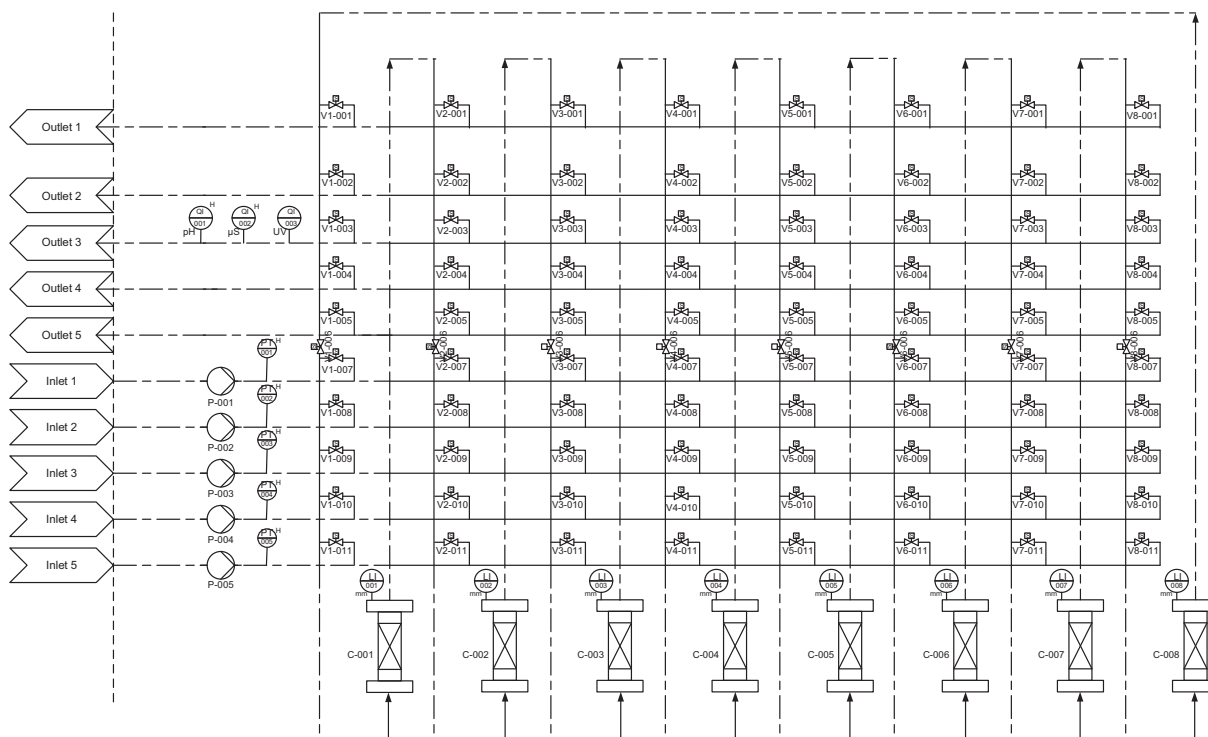 V1-001 V2-001 V3-001 V4-001 V5-001 V6-001 V7-001 V8-001
Outlet 1
V1-002 V2-002 V3-002 V4-002 V5-002 V6-002 V7-002 V8-002
Outlet 2
QI 001 H QI 002 H QI 003
pH µS UV
V1-003 V2-003 V3-003 V4-003 V5-003 V6-003 V7-003 V8-003
Outlet 3
V1-004 V2-004 V3-004 V4-004 V5-004 V6-004 V7-004 V8-004
Outlet 4
V1-005 V2-005 V3-005 V4-005 V5-005 V6-005 V7-005 V8-005
Outlet 5
PT 001 H
V1-007 V2-007 V3-007 V4-007 V5-007 V6-007 V7-007 V8-007
Inlet 1
P-001
PT 002 H
V1-008 V2-008 V3-008 V4-008 V5-008 V6-008 V7-008 V8-008
Inlet 2
P-002
PT 003 H
V1-009 V2-009 V3-009 V4-009 V5-009 V6-009 V7-009 V8-009
Inlet 3
P-003
PT 004 H
V1-010 V2-010 V3-010 V4-010 V5-010 V6-010 V7-010 V8-010
Inlet 4
P-004
PT 005 H
V1-011 V2-011 V3-011 V4-011 V5-011 V6-011 V7-011 V8-011
Inlet 5
P-005
LI 001 LI 002 LI 003 LI 004 LI 005 LI 006 LI 007 LI 008
mm mm mm mm mm mm mm mm
C-001 C-002 C-003 C-004 C-005 C-006 C-007 C-008